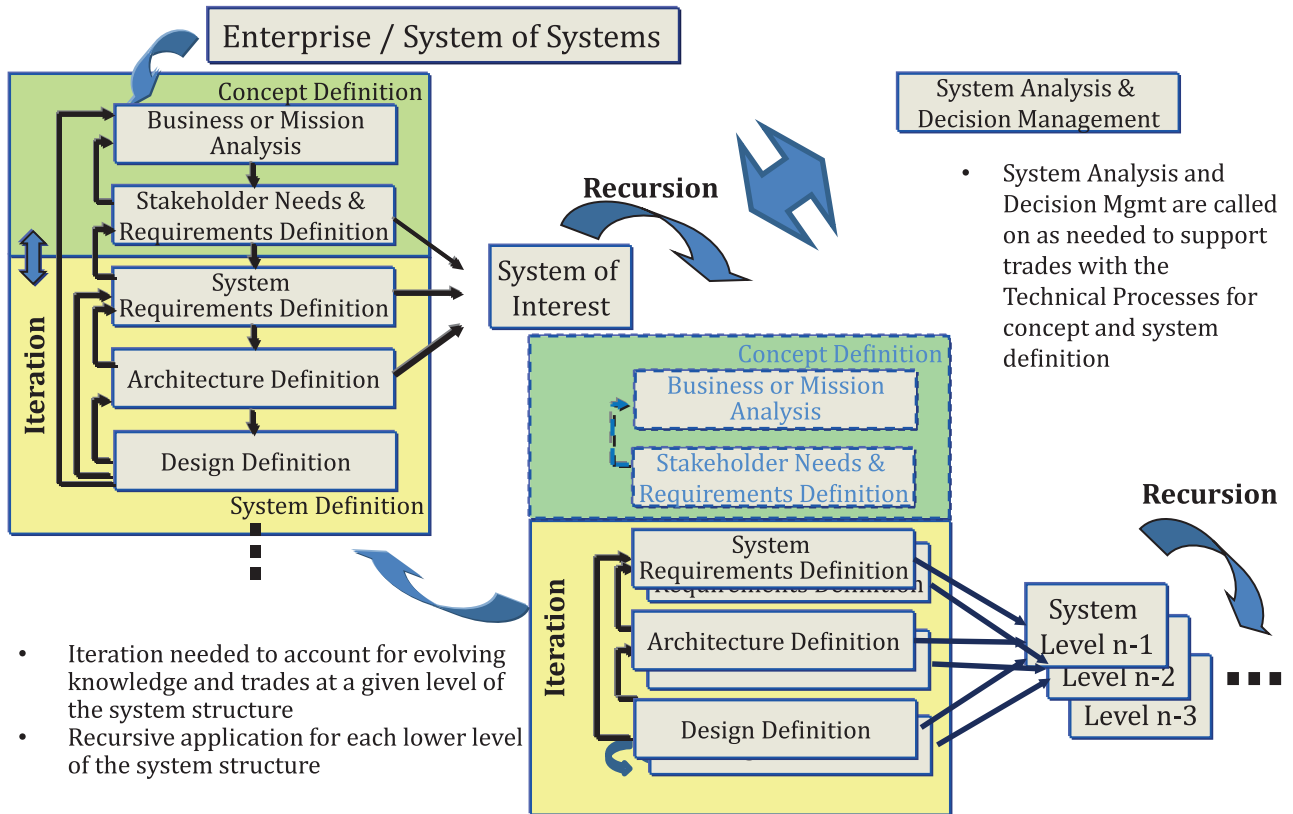 Enterprise / System of Systems
Concept Definition
Business or Mission
Analysis
Stakeholder Needs &
Requirements Definition
System
Requirements Definition
Architecture Definition
Design Definition
System Definition
Iteration
System of
Interest
Recursion
System Analysis &
Decision Management
• System Analysis and
Decision Mgmt are called
on as needed to support
trades with the
Technical Processes for
concept and system
definition
Concept Definition
Business or Mission
Analysis
Stakeholder Needs &
Requirements Definition
System
Requirements Definition
Requirements Definition
Architecture Definition
Design Definition
Iteration
Recursion
System
Level n-1
Level n-2
Level n-3
• Iteration needed to account for evolving
knowledge and trades at a given level of
the system structure
• Recursive application for each lower level
of the system structure